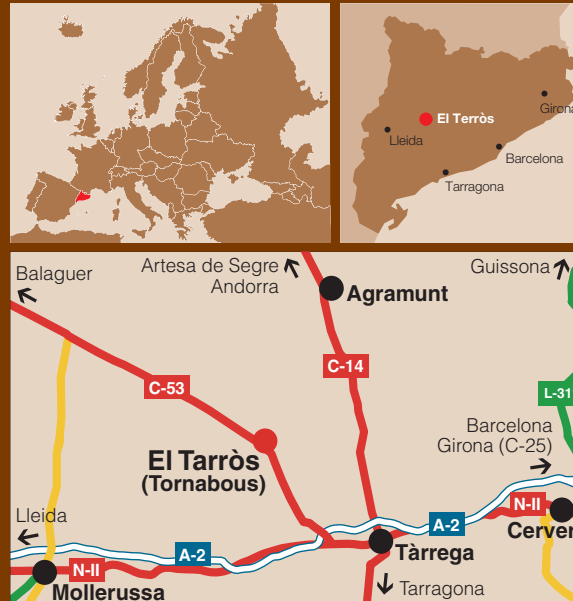 El Terròs
Girona
Lleida
Barcelona
Tarragona
Balaguer
Artesa de Segre
Andorra
Guissona
Agramunt
C-14
C-53
L-31
Barcelona
Girona (C-25)
El Tarròs
(Tornabous)
Lleida
A-2
A-2
N-II
Tàrrega
N-II
Mollerussa
Tarragona